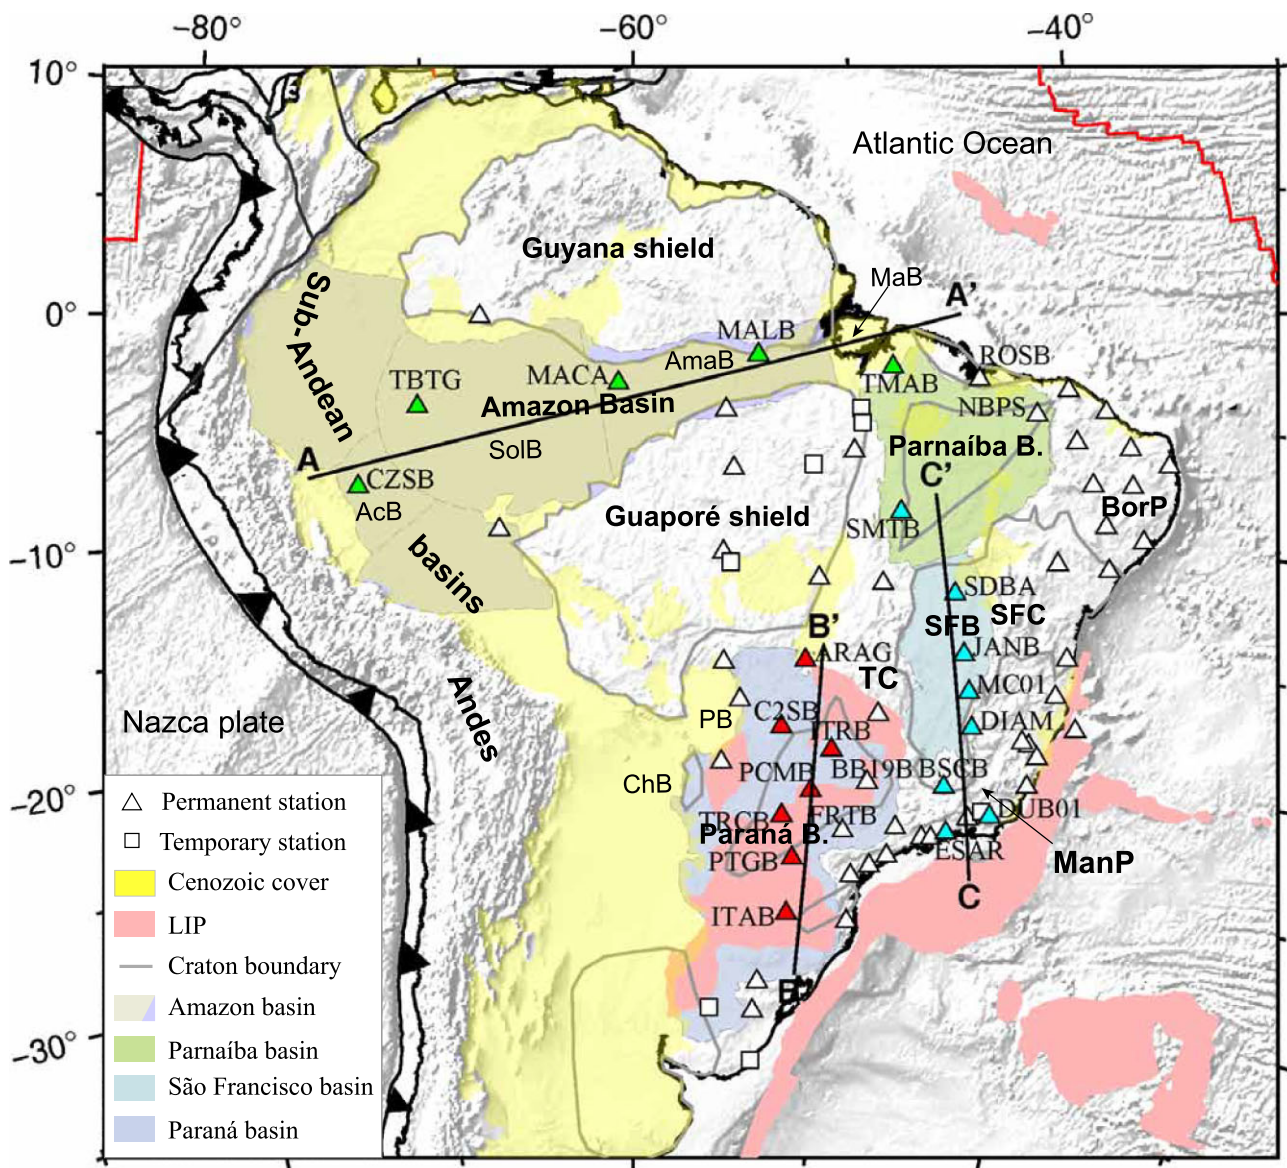 −80°
−60°
−40°
10°
Atlantic Ocean
Guyana shield
MaB
A'
0°
MALB
Sub-Andean
AmaB
ROSB
TBTG
MACA
TMAB
Amazon Basin
NBPS
Parnaíba B.
SolB
A
C'
CZSB
AcB
BorP
Guaporé shield
SMTB
−10°
basins
SDBA
SFC
SFB
B'
JANB
ARAG
TC
MC01
Andes
C2SB
PB
DIAM
Nazca plate
ITRB
PCMB
BB19B
BSCB
ChB
−20°
DUB01
TRCB
FRTB
Paraná B.
ESAR
PTGB
ManP
C
ITAB
B
−30°
Permanent station
Temporary station
Cenozoic cover
LIP
Craton boundary
Amazon basin
Parnaíba basin
São Francisco basin
Paraná basin